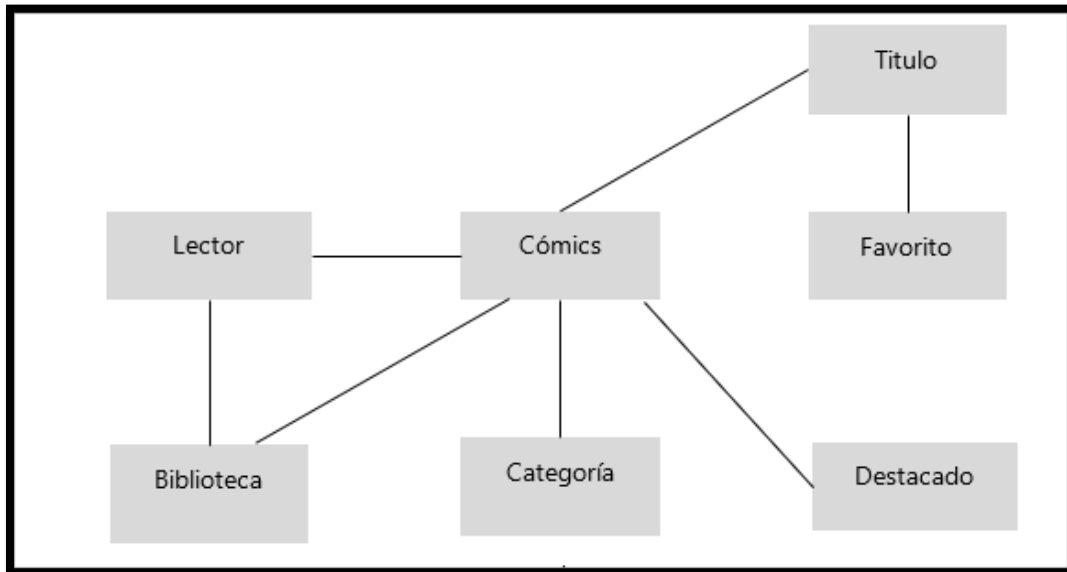 Titulo
Lector
Cómics
Favorito
Biblioteca
Categoría
Destacado